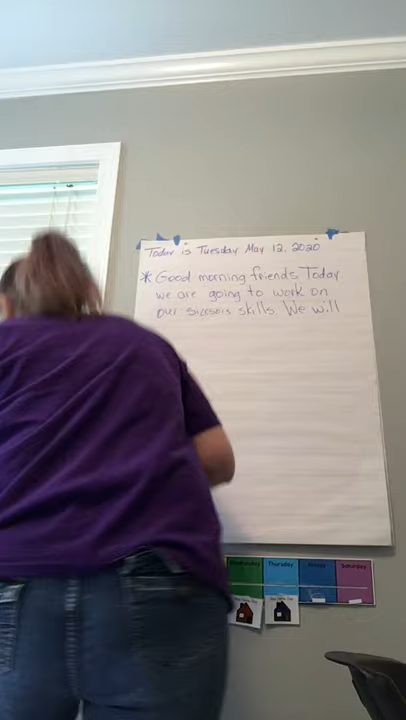 Today is Tuesday May 12, 2020
* Good morning friends. Today
we are going to work on
our scissors skills. We will
Wednesday Thursday Friday Saturday